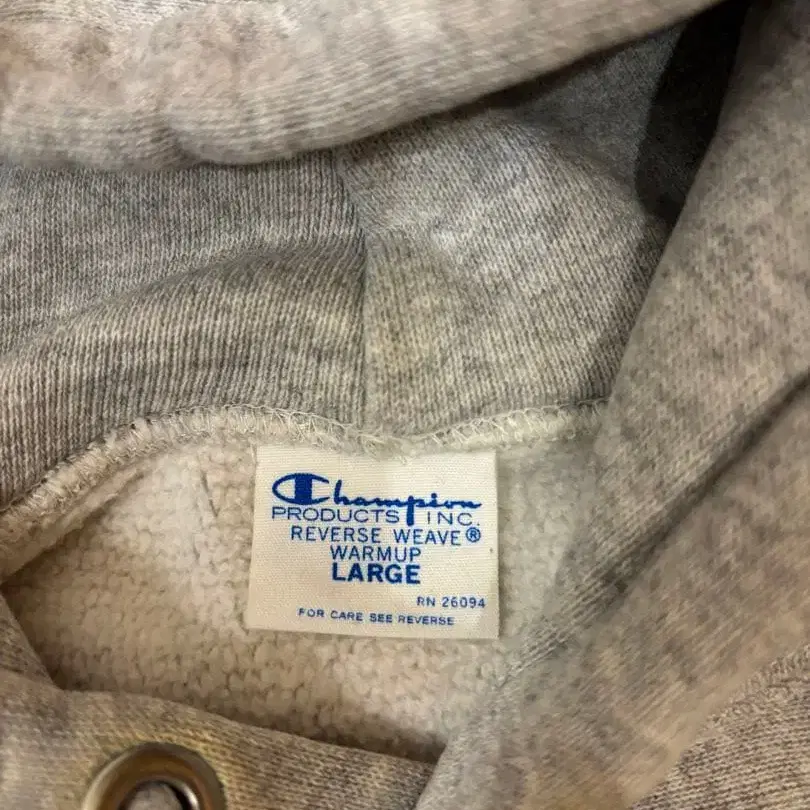 Champion
PRODUCTS INC.
REVERSE WEAVE®
WARMUP
LARGE
RN 26094
FOR CARE SEE REVERSE